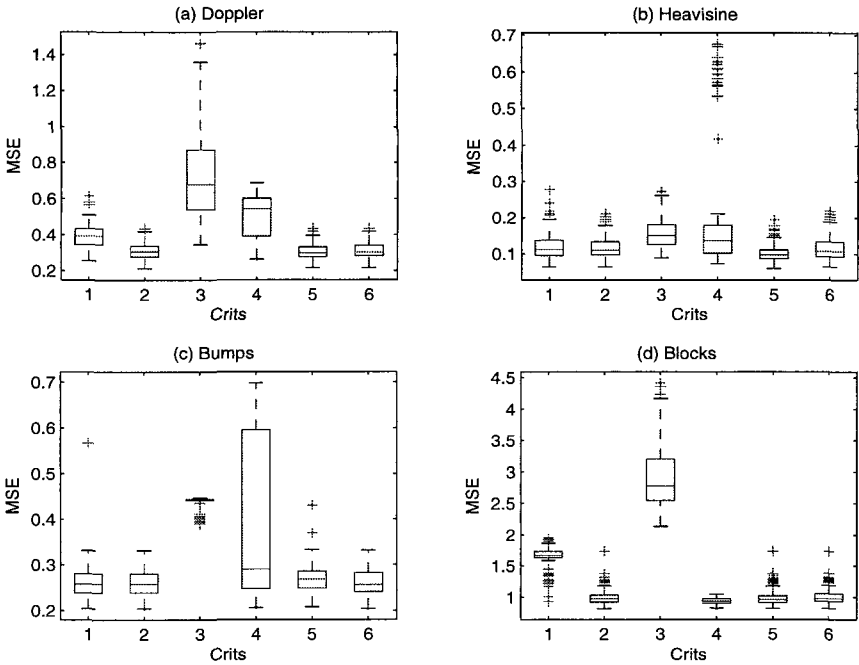 (a) Doppler
MSE
1.4
1.2
1
0.8
0.6
0.4
0.2
1 2 3 4 5 6
Crits
(b) Heavisine
MSE
0.7
0.6
0.5
0.4
0.3
0.2
0.1
1 2 3 4 5 6
Crits
(c) Bumps
MSE
0.7
0.6
0.5
0.4
0.3
0.2
1 2 3 4 5 6
Crits
(d) Blocks
MSE
4.5
4
3.5
3
2.5
2
1.5
1
1 2 3 4 5 6
Crits